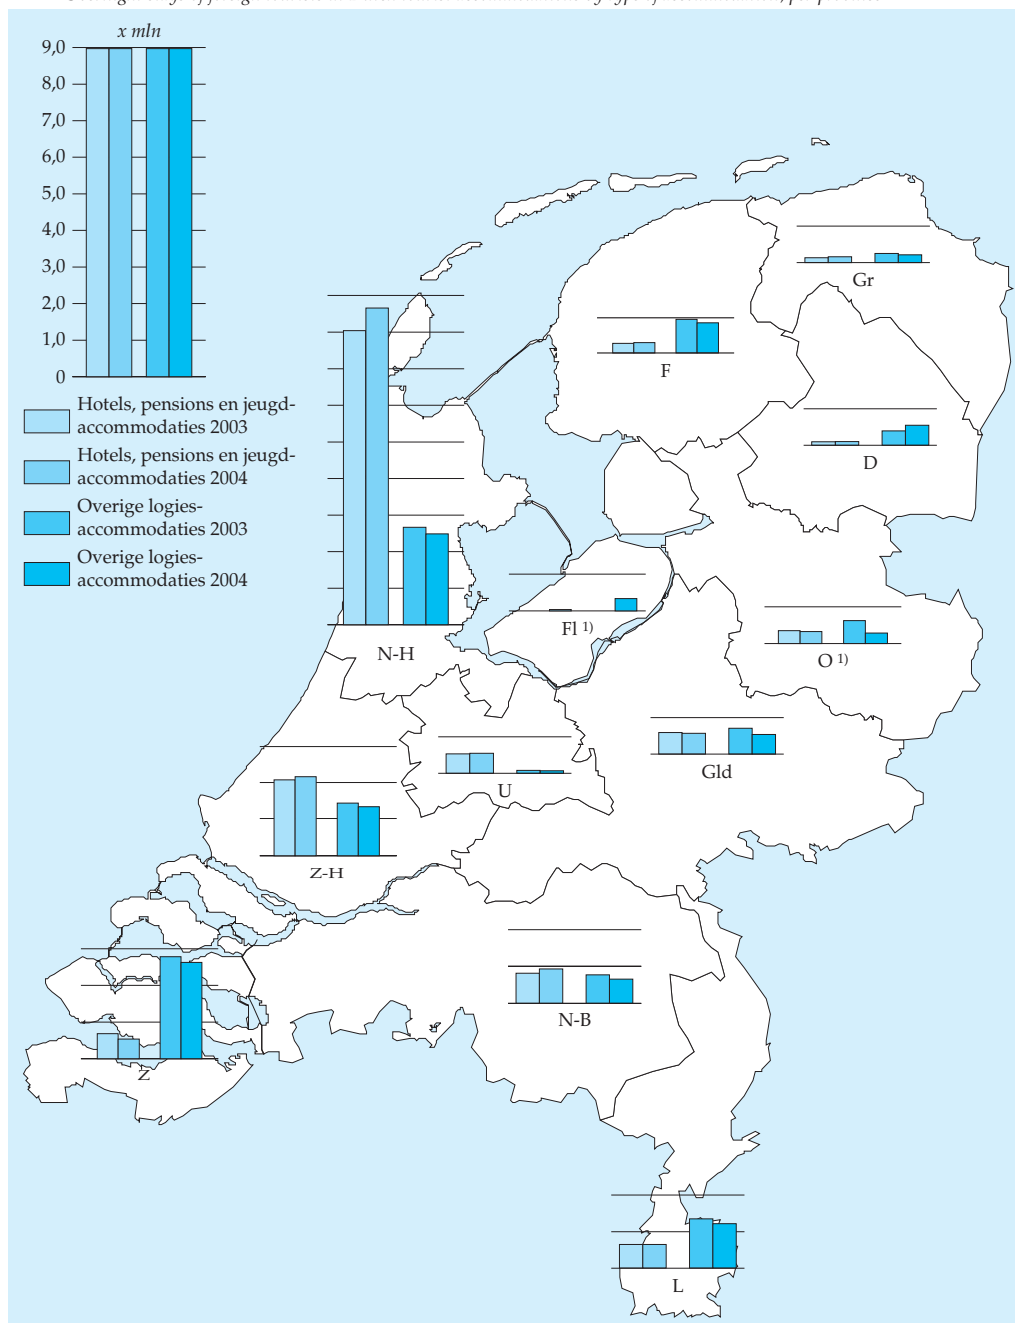 x mln
9,0
8,0
7,0
6,0
5,0
4,0
3,0
2,0
1,0
0
Hotels, pensions en jeugd-
accommodaties 2003
Hotels, pensions en jeugd-
accommodaties 2004
Overige logies-
accommodaties 2003
Overige logies-
accommodaties 2004
Gr
F
D
Fl 1)
N-H
O 1)
Gld
U
Z-H
N-B
Z
L